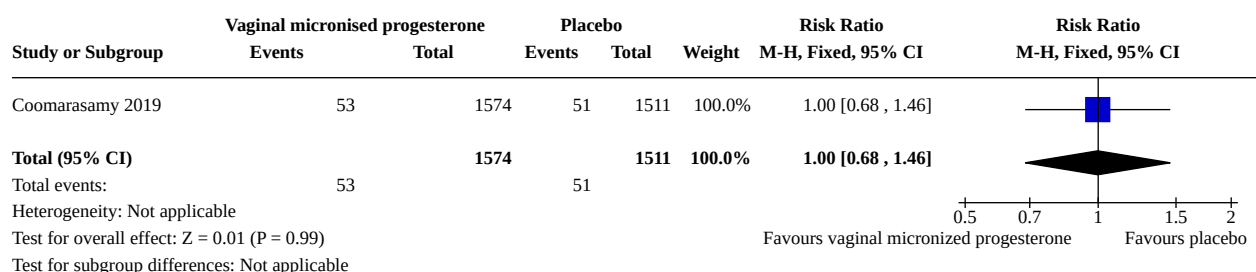 Vaginal micronised progesterone Placebo Risk Ratio Risk Ratio
Study or Subgroup Events Total Events Total Weight M-H, Fixed, 95% CI M-H, Fixed, 95% CI
Coomarasamy 2019 53 1574 51 1511 100.0% 1.00 [0.68 , 1.46]
Total (95% CI) 1574 1511 100.0% 1.00 [0.68 , 1.46]
Total events: 53 51
Heterogeneity: Not applicable
0.5 0.7 1 1.5 2
Test for overall effect: Z = 0.01 (P = 0.99) Favours vaginal micronized progesterone Favours placebo
Test for subgroup differences: Not applicable